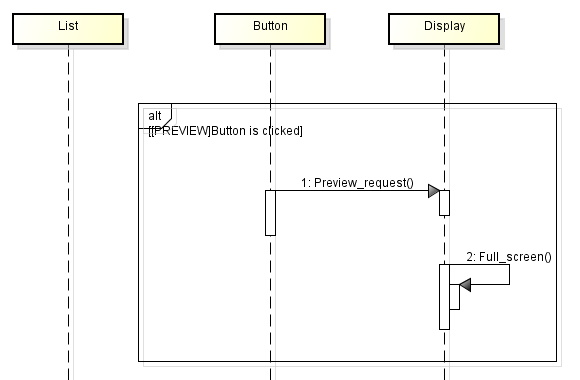 List
Button
Display
alt
[[PREVIEW]Button is clicked]
1: Preview_request()
2: Full_screen()